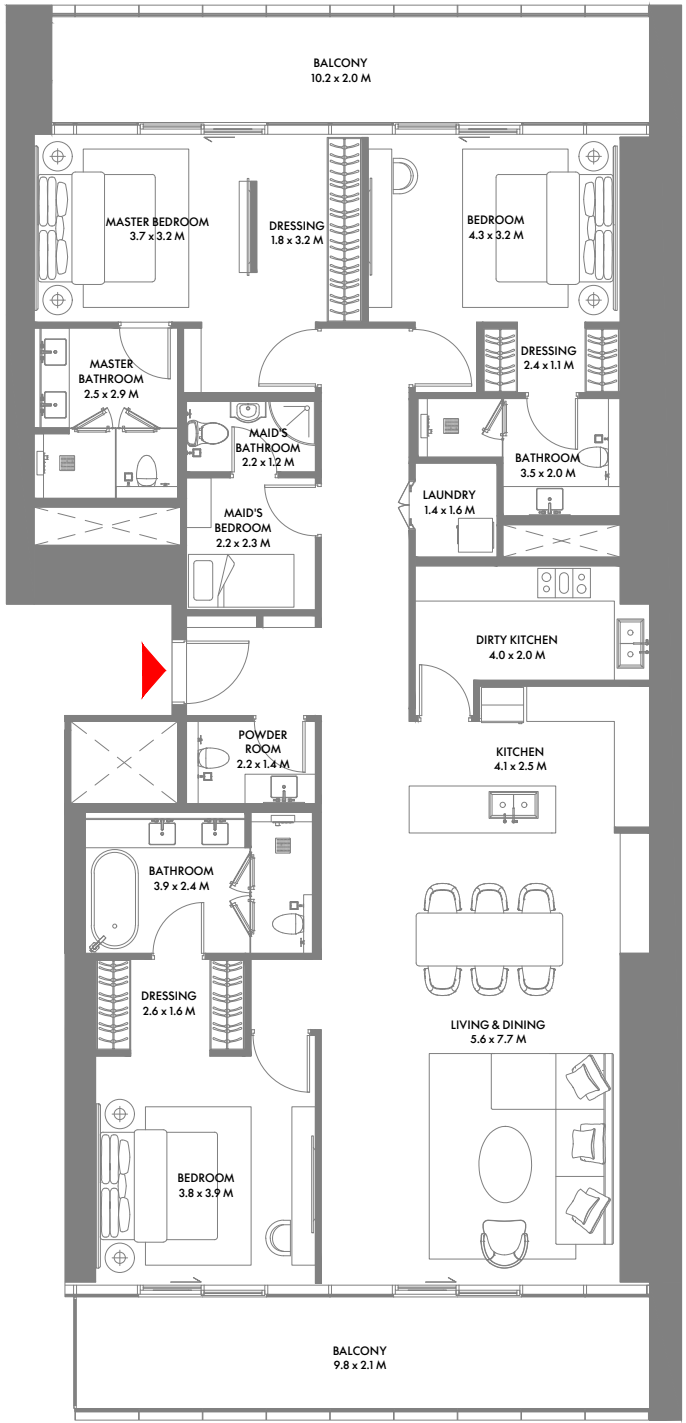 BALCONY
10.2 x 2.0 M
MASTER BEDROOM
3.7 x 3.2 M
DRESSING
1.8 x 3.2 M
BEDROOM
4.3 x 3.2 M
MASTER
BATHROOM
2.5 x 2.9 M
DRESSING
2.4 x 1.1 M
MAID'S
BATHROOM
2.2 x 1.2 M
BATHROOM
3.5 x 2.0 M
LAUNDRY
1.4 x 1.6 M
MAID'S
BEDROOM
2.2 x 2.3 M
DIRTY KITCHEN
4.0 x 2.0 M
POWDER
ROOM
2.2 x 1.4 M
KITCHEN
4.1 x 2.5 M
BATHROOM
3.9 x 2.4 M
DRESSING
2.6 x 1.6 M
LIVING & DINING
5.6 x 7.7 M
BEDROOM
3.8 x 3.9 M
BALCONY
9.8 x 2.1 M